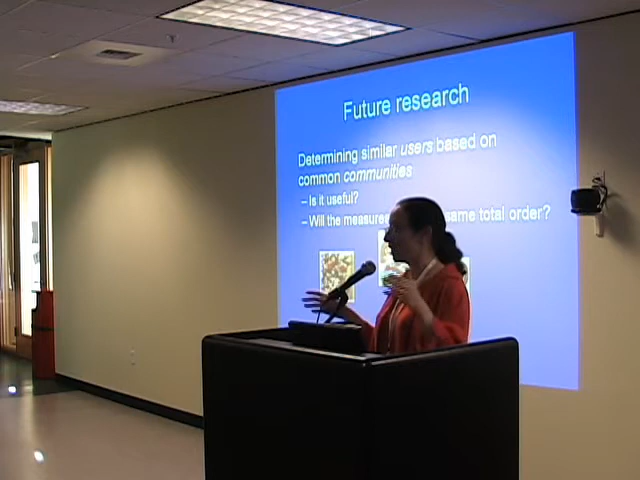 Future research
Determining similar users based on
common communities
– Is it useful?
– Will the measures same total order?